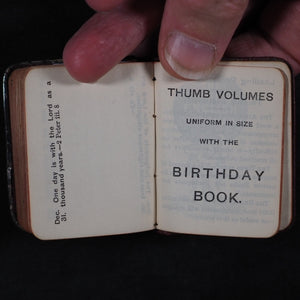 Dec. One day is with the Lord as a
31. thousand years.—2 Peter iii. 8
THUMB VOLUMES
UNIFORM IN SIZE
WITH THE
BIRTHDAY
BOOK.